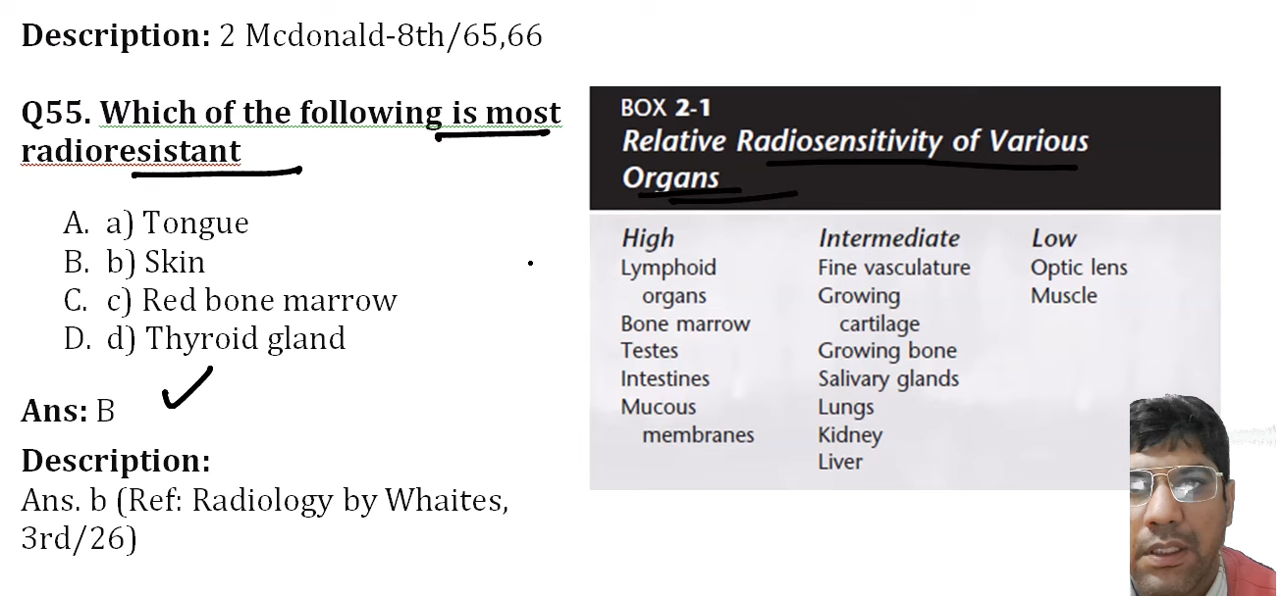 Description: 2 Mcdonald-8th/65,66
Q55. Which of the following is most
radioresistant
A. a) Tongue
B. b) Skin
C. c) Red bone marrow
D. d) Thyroid gland
Ans: B
Description:
Ans. b (Ref: Radiology by Whaites,
3rd/26)
BOX 2-1
Relative Radiosensitivity of Various
Organs
High
Lymphoid
organs
Bone marrow
Testes
Intestines
Mucous
membranes
Intermediate
Fine vasculature
Growing
cartilage
Growing bone
Salivary glands
Lungs
Kidney
Liver
Low
Optic lens
Muscle